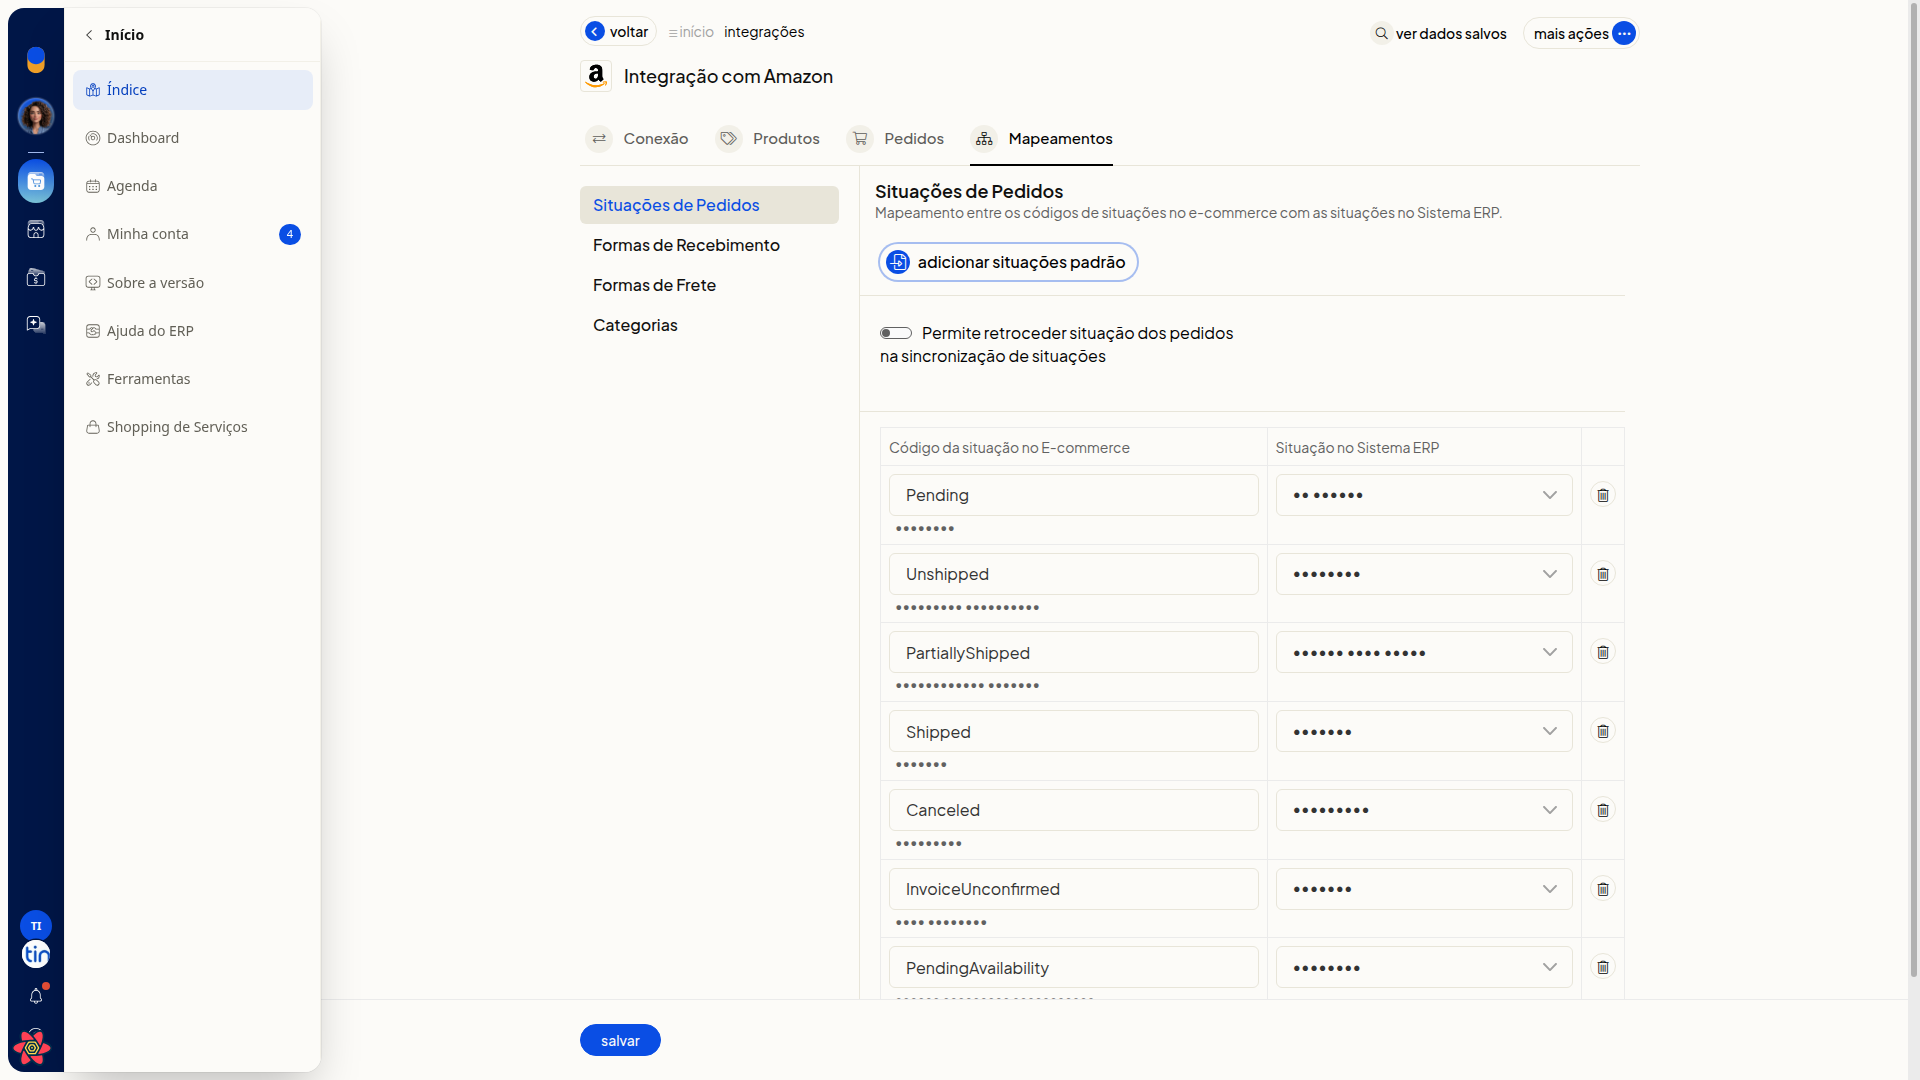 Início
Índice
Dashboard
Agenda
Minha conta
4
Sobre a versão
Ajuda do ERP
Ferramentas
Shopping de Serviços
TI
tin
voltar
início
integrações
ver dados salvos
mais ações
Integração com Amazon
Conexão
Produtos
Pedidos
Mapeamentos
Situações de Pedidos
Formas de Recebimento
Formas de Frete
Categorias
Situações de Pedidos
Mapeamento entre os códigos de situações no e-commerce com as situações no Sistema ERP.
adicionar situações padrão
Permite retroceder situação dos pedidos
na sincronização de situações
Código da situação no E-commerce
Situação no Sistema ERP
Pending
•• ••••••
••••••••
Unshipped
••••••••
••••••••• ••••••••••
PartiallyShipped
•••••• •••• •••••
•••••••••••• •••••••
Shipped
•••••••
•••••••
Canceled
•••••••••
•••••••••
InvoiceUnconfirmed
•••••••
•••• ••••••••
PendingAvailability
••••••••
salvar